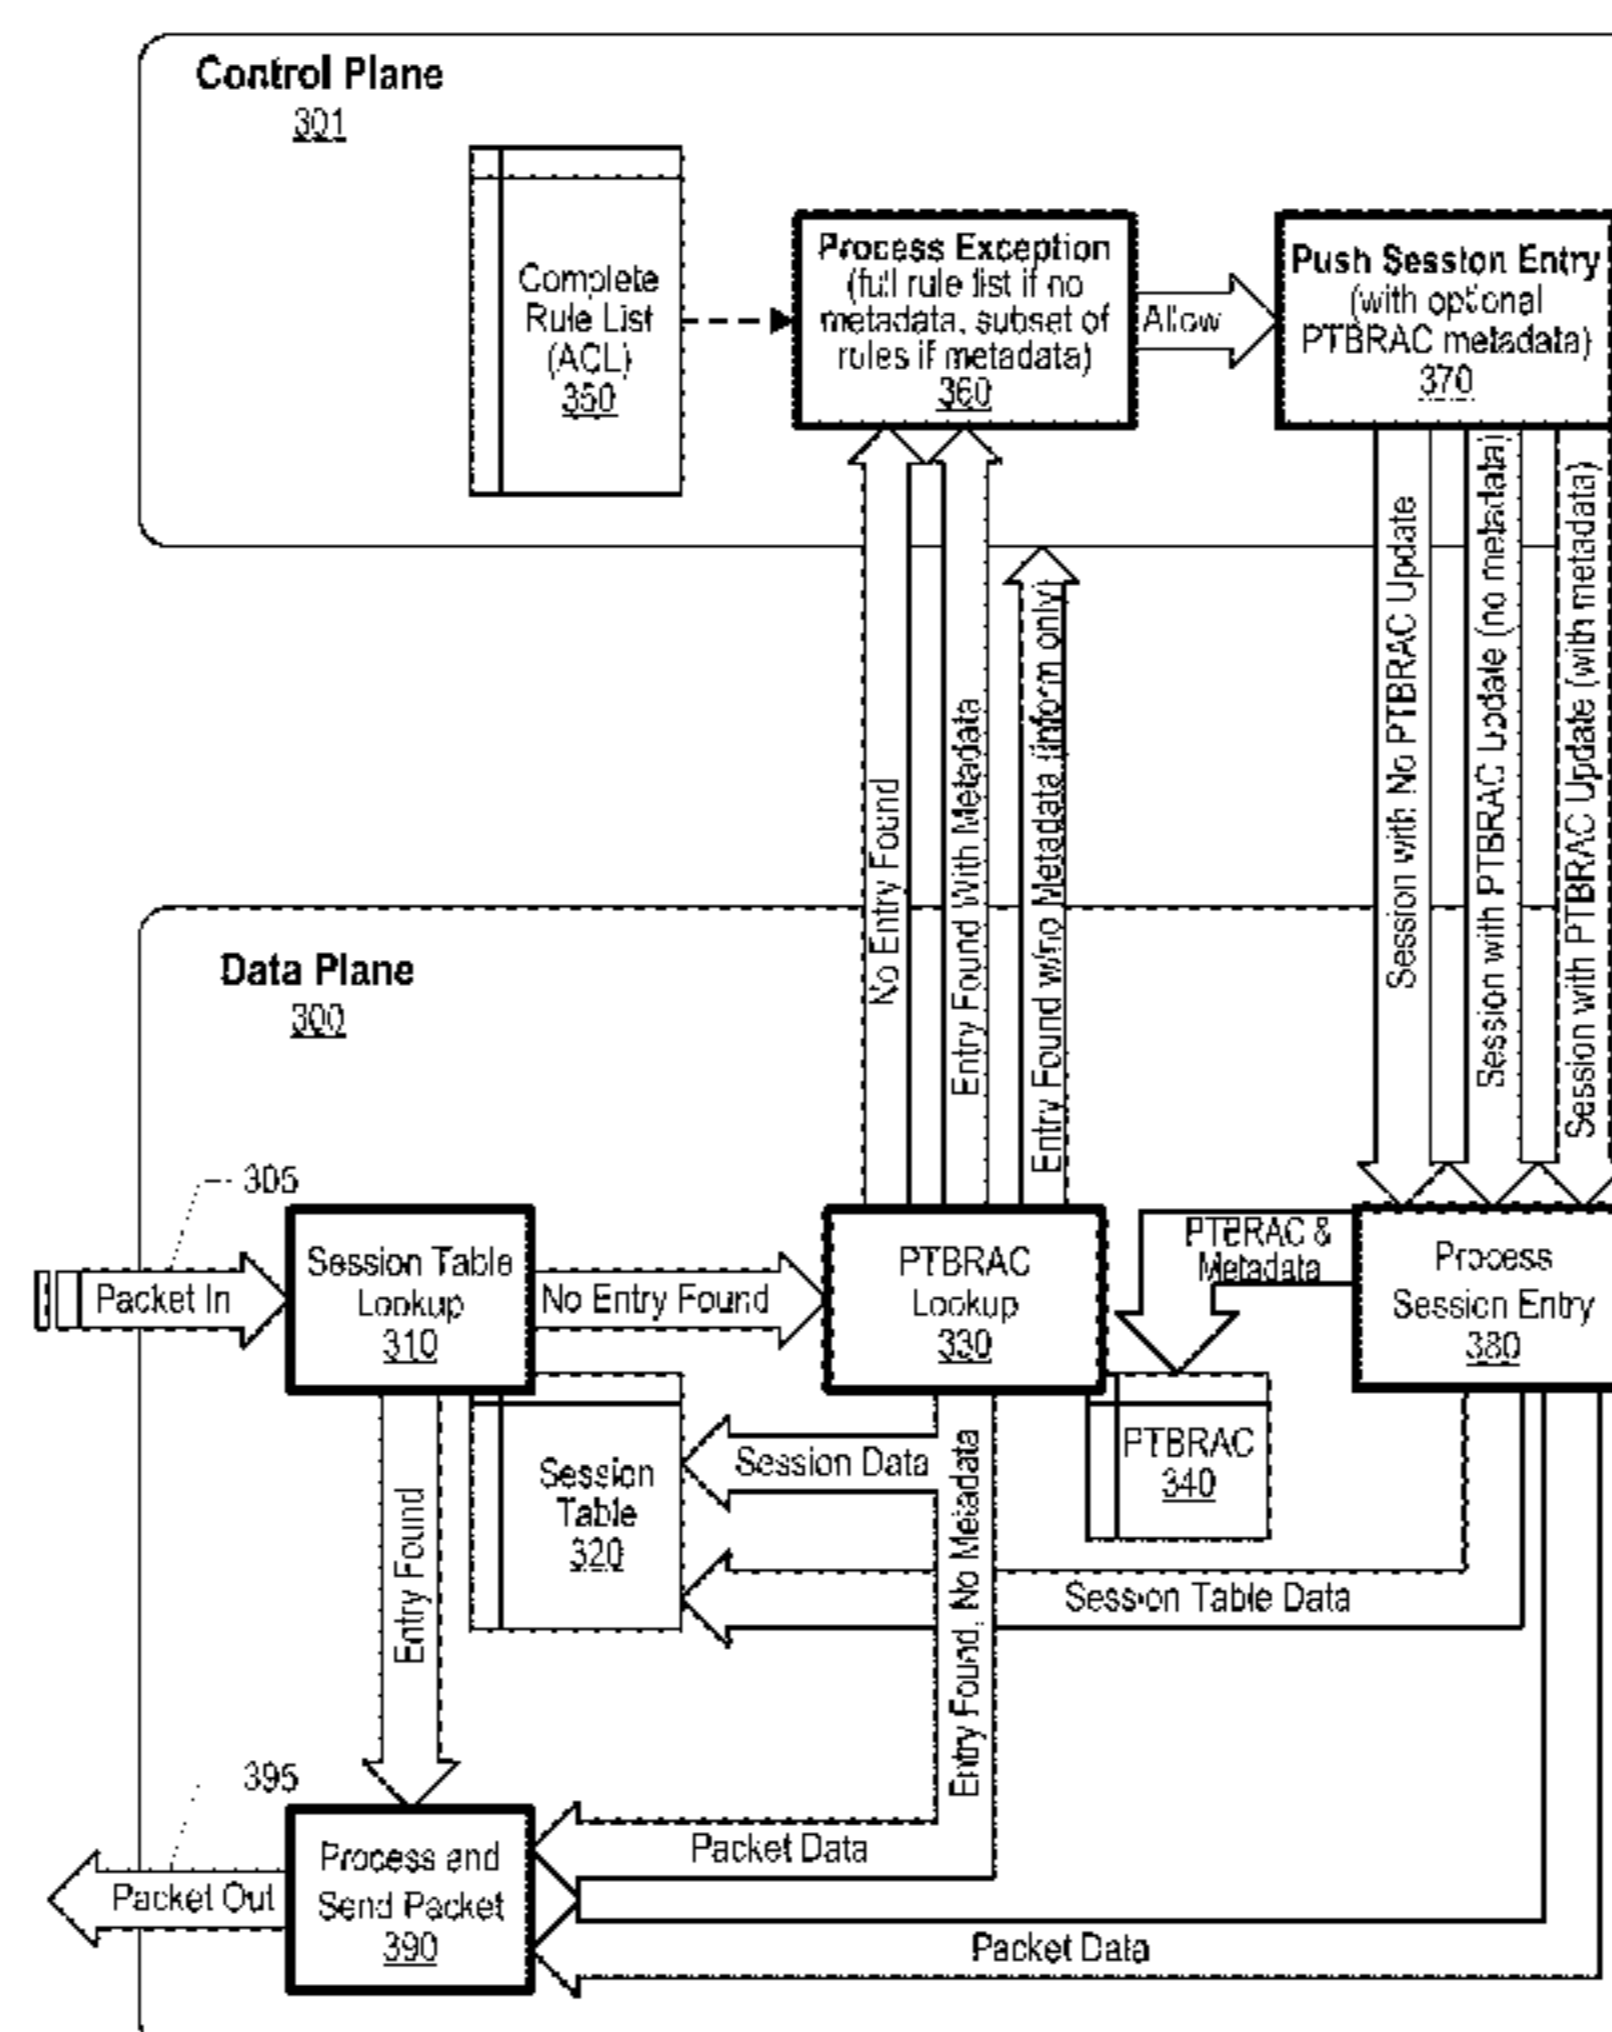 Control Plane
301
Complete
Rule List
(ACL)
350
Process Exception
(full rule list if no
metadata, subset of
rules if metadata)
360
Allow
Push Session Entry
(with optional
PTBRAC metadata)
370
No Entry Found
Entry Found With Metadata
Entry Found w/no Metadata (inform only)
Session with No PTBRAC Update
Session with PTBRAC Update (no metadata)
Session with PTBRAC Update (with metadata)
Data Plane
300
305
Packet In
Session Table
Lookup
310
No Entry Found
PTBRAC
Lookup
330
PTBRAC &
Metadata
Process
Session Entry
380
Session
Table
320
Session Data
PTBRAC
340
Session Table Data
Entry Found
Entry Found, No Meadata
395
Packet Out
Process and
Send Packet
390
Packet Data
Packet Data